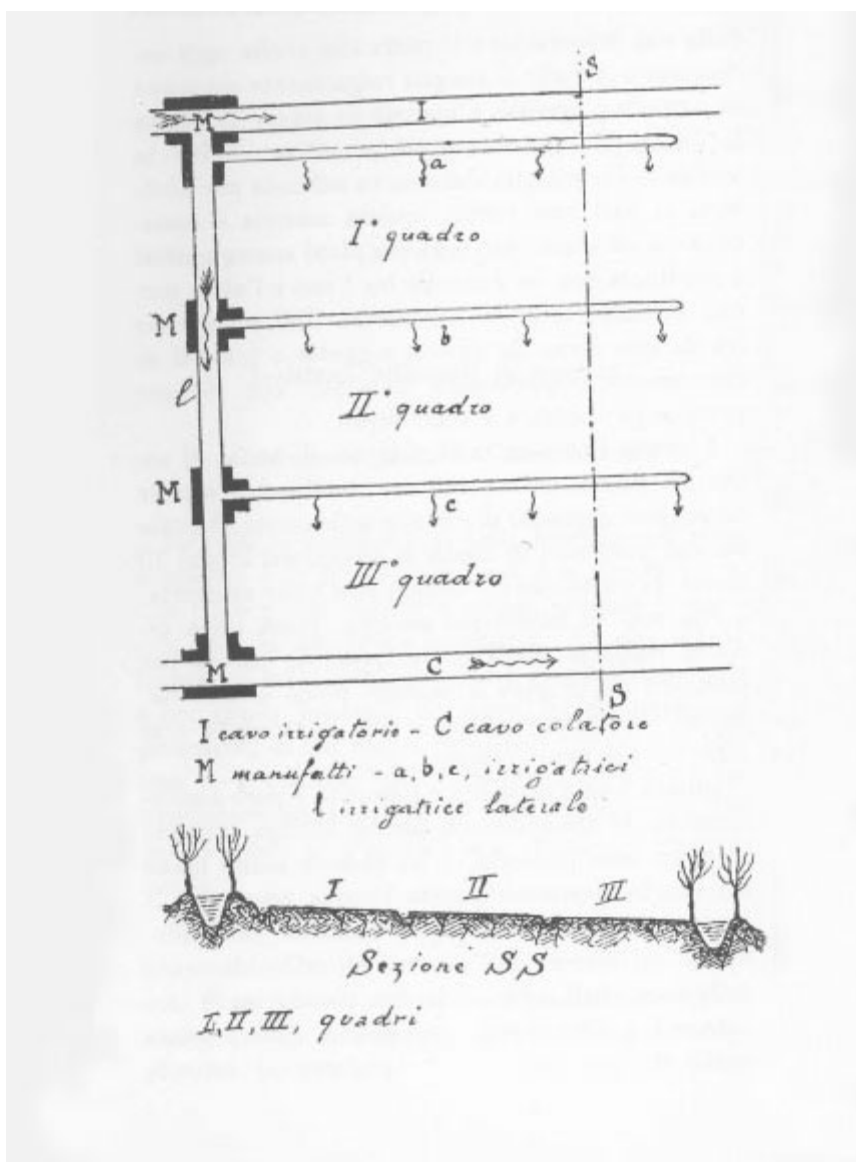 S
M
I
a
I° quadro
M
b
l
II° quadro
M
c
III° quadro
M
C
S
I cavo irrigatorio - C cavo colatore
M manufatti - a, b, c, irrigatrici
l irrigatrice laterale
I
II
III
Sezione S,S
I, II, III, quadri